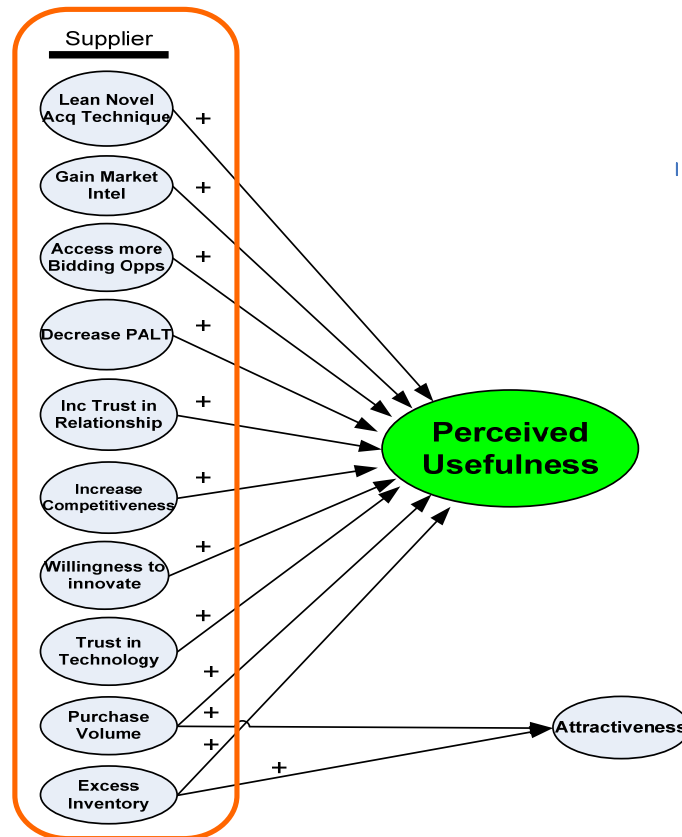 Supplier
Lean Novel
Acq Technique
+
Gain Market
Intel
+
Access more
Bidding Opps
+
Decrease PALT
+
Inc Trust in
Relationship
+
Increase
Competitiveness
+
Willingness to
innovate
+
Trust in
Technology
+
Purchase
Volume
+
+
Excess
Inventory
+
+
Perceived
Usefulness
Attractiveness